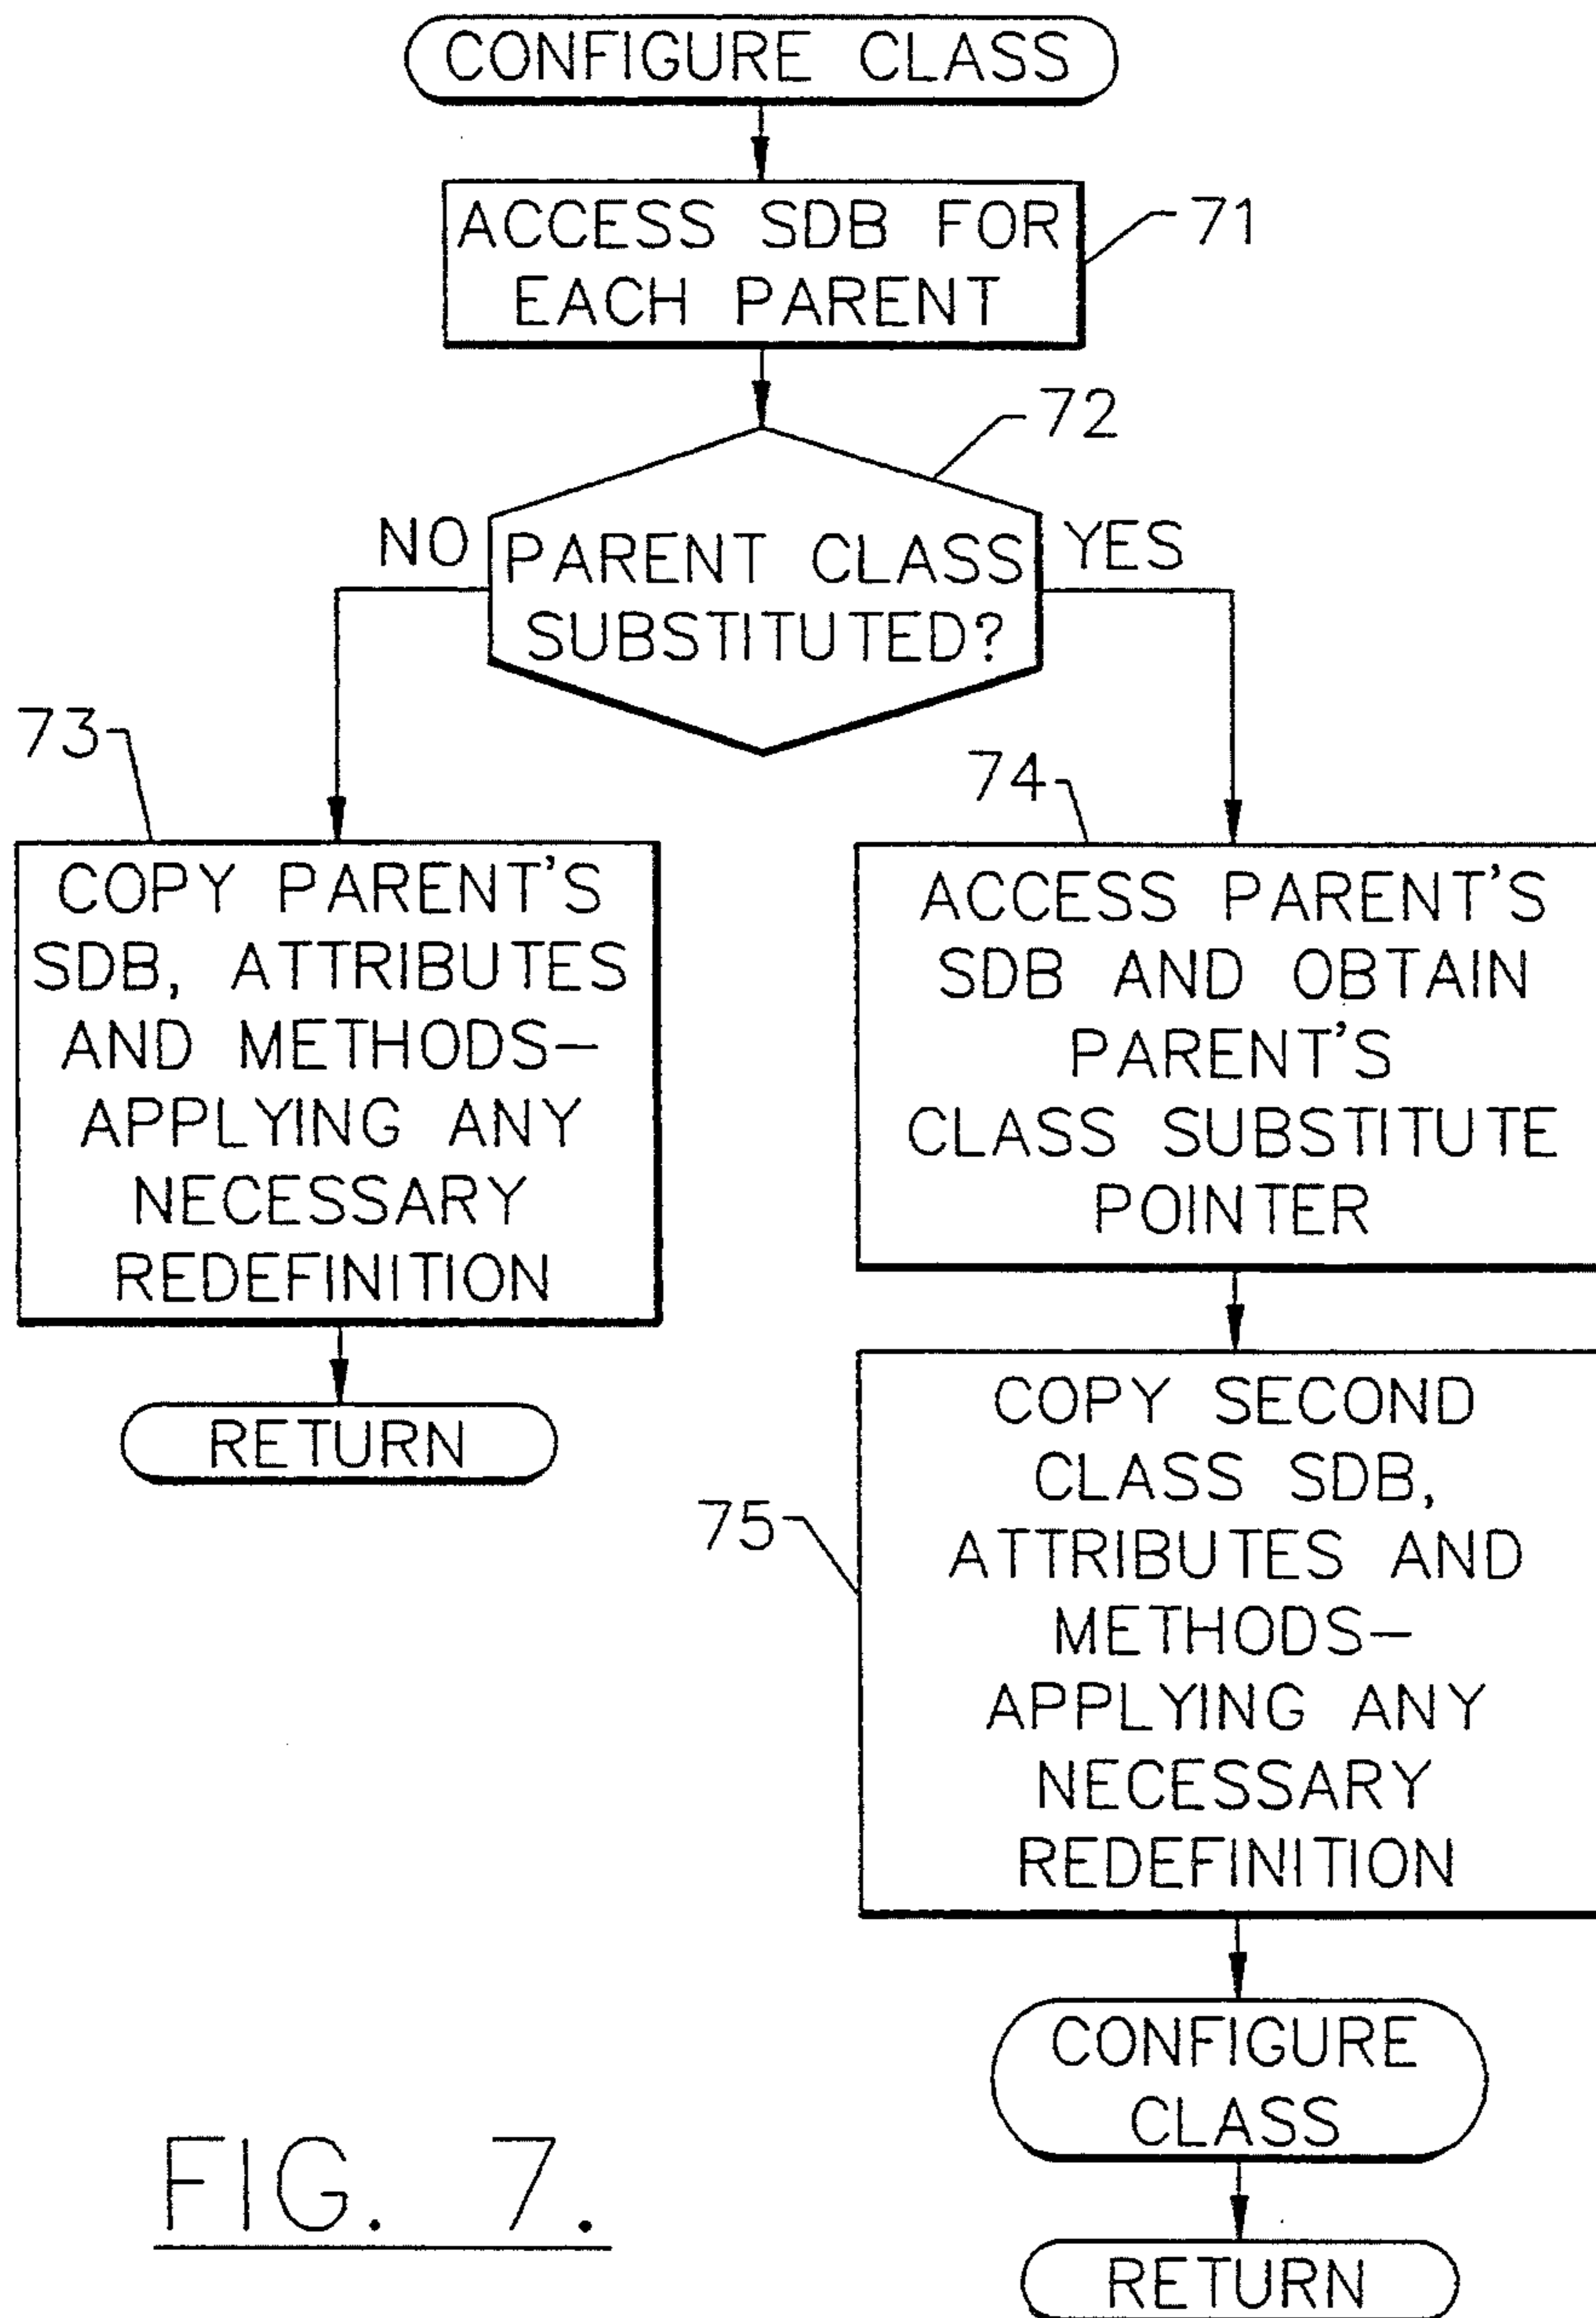 CONFIGURE CLASS
ACCESS SDB FOR
EACH PARENT
71
72
NO
PARENT CLASS
SUBSTITUTED?
YES
73
COPY PARENT'S
SDB, ATTRIBUTES
AND METHODS—
APPLYING ANY
NECESSARY
REDEFINITION
RETURN
74
ACCESS PARENT'S
SDB AND OBTAIN
PARENT'S
CLASS SUBSTITUTE
POINTER
75
COPY SECOND
CLASS SDB,
ATTRIBUTES AND
METHODS—
APPLYING ANY
NECESSARY
REDEFINITION
CONFIGURE
CLASS
RETURN
FIG. 7.